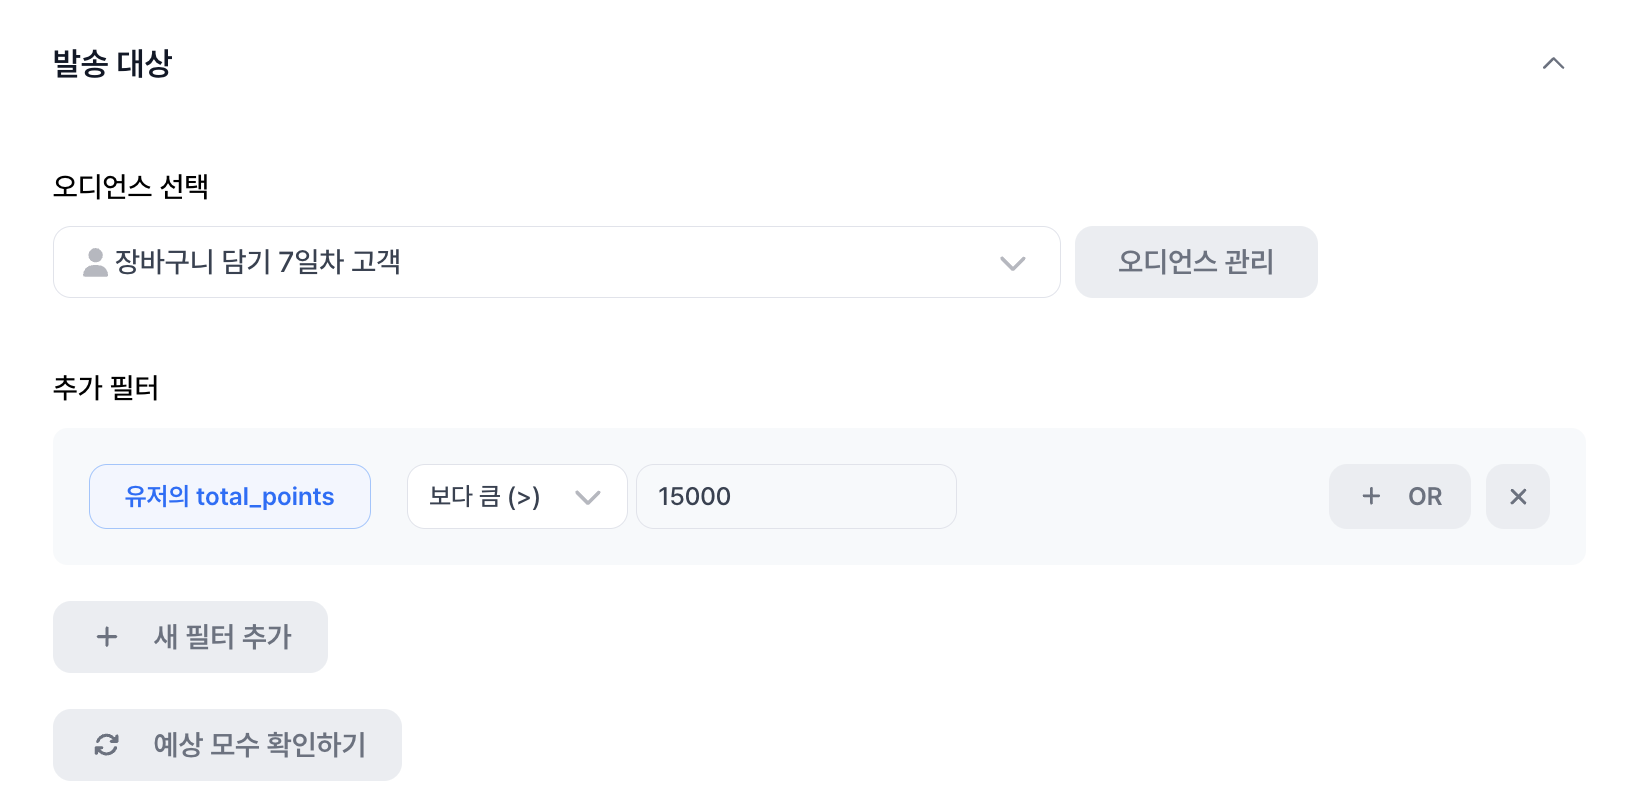 발송 대상
오디언스 선택
장바구니 담기 7일차 고객
오디언스 관리
추가 필터
유저의 total_points
보다 큼 (>)
15000
+ OR
새 필터 추가
예상 모수 확인하기